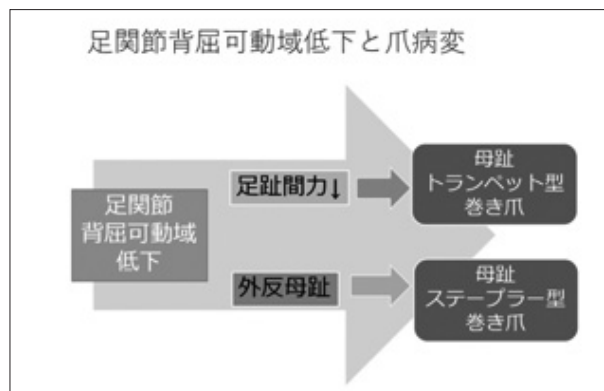 足関節背屈可動域低下と爪病変
足関節
背屈可動域
低下
足趾間力↓
母趾
トランペット型
巻き爪
外反母趾
母趾
ステープラー型
巻き爪